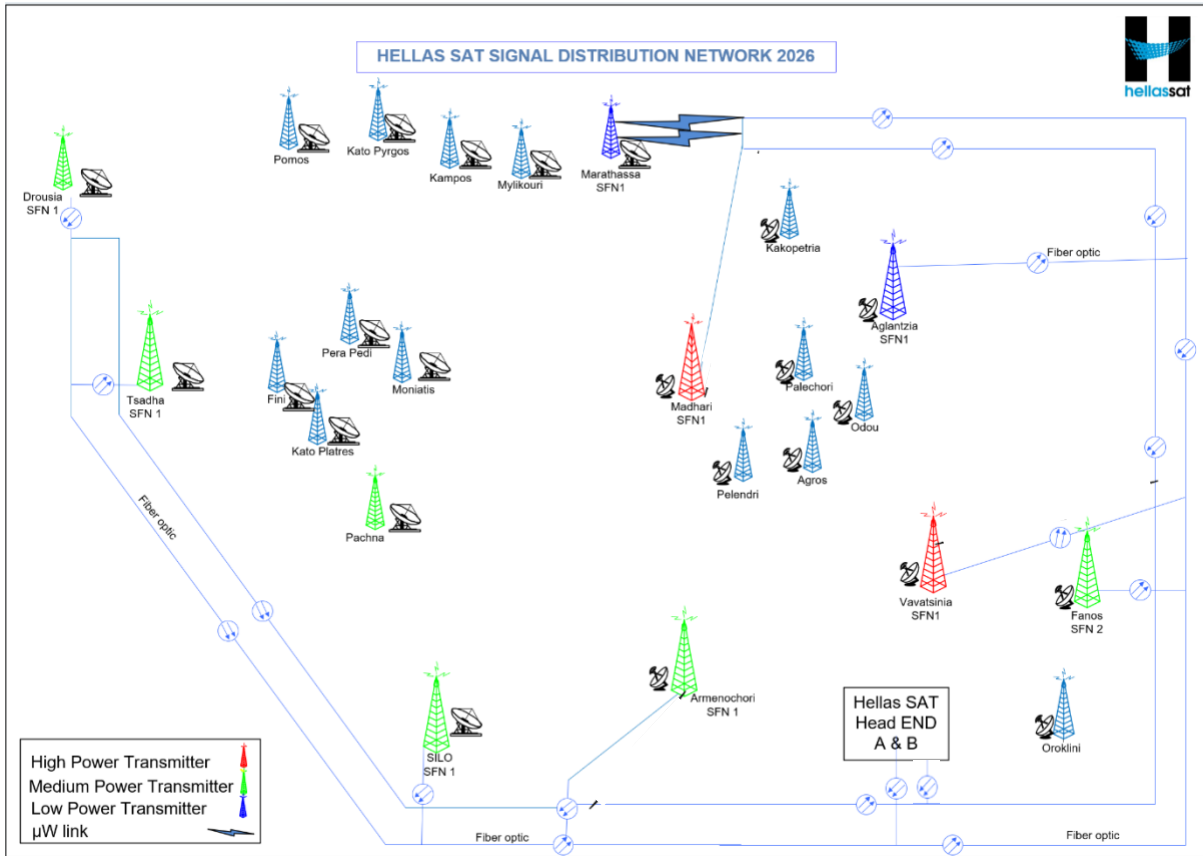 HELLAS SAT SIGNAL DISTRIBUTION NETWORK 2026
hellassat
Pomos
Kato Pyrgos
Kampos
Mylikouri
Marathassa
SFN1
Drousia
SFN 1
Kakopetria
Fiber optic
Aglantzia
SFN1
Tsadha
SFN 1
Pera Pedi
Fini
Moniatis
Kato Platres
Madhari
SFN1
Palechori
Odou
Pelendri
Agros
Fiber optic
Pachna
Vavatsinia
SFN1
Fanos
SFN 2
Armenochori
SFN 1
SILO
SFN 1
Hellas SAT
Head END
A & B
Oroklini
High Power Transmitter
Medium Power Transmitter
Low Power Transmitter
µW link
Fiber optic
Fiber optic